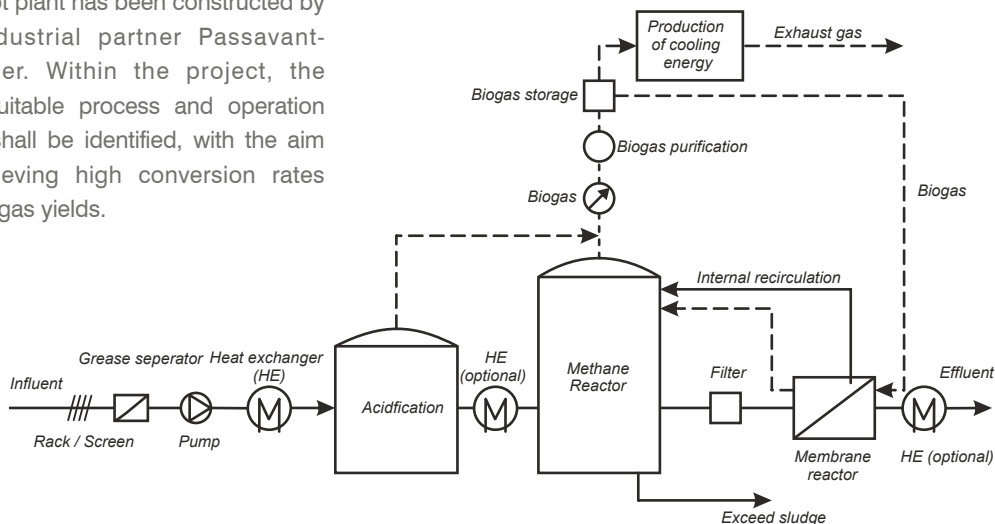 ot plant has been constructed by
dustrial partner Passavant-
er. Within the project, the
uitable process and operation
shall be identified, with the aim
ieving high conversion rates
gas yields.
Production
of cooling
energy
Exhaust gas
Biogas storage
Biogas purification
Biogas
Biogas
Internal recirculation
Grease seperator
Heat exchanger
(HE)
HE
(optional)
Methane
Reactor
Filter
Effluent
Influent
Acidfication
Rack / Screen
Pump
Membrane
reactor
HE (optional)
Exceed sludge